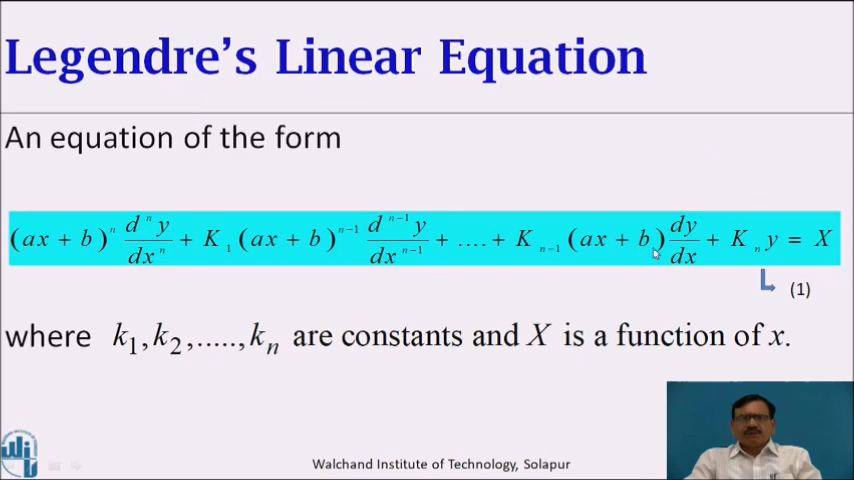 Legendre's Linear Equation
An equation of the form
(ax + b)^n d^n y/dx^n + K_1 (ax + b)^{n-1} d^{n-1} y/dx^{n-1} + .... + K_{n-1} (ax + b) dy/dx + K_n y = X
(1)
where k_1, k_2, ....., k_n are constants and X is a function of x.
Walchand Institute of Technology, Solapur